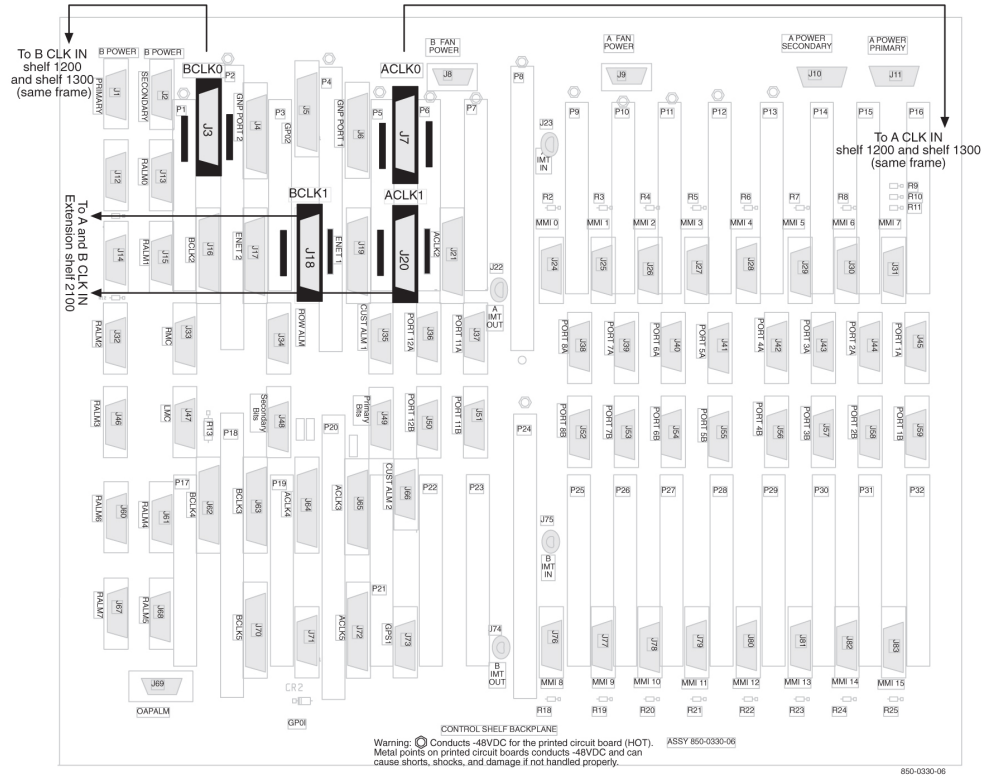 To B CLK IN
shelf 1200
and shelf 1300
(same frame)
B POWER
B POWER
BCLK0
P2
P4
ACLK0
B FAN
POWER
A FAN
POWER
A POWER
SECONDARY
A POWER
PRIMARY
J1
PRIMARY
J2
SECONDARY
P1
J3
GNP PORT 2
J4
P3
GP02
J5
GNP PORT 1
J6
P5
J7
P6
P7
J8
P8
J9
J10
J11
P9
P10
P11
P12
P13
P14
P15
P16
J23
A
IMT
IN
To A CLK IN
shelf 1200 and shelf 1300
(same frame)
J12
RALM0
J13
R9
R10
R11
BCLK1
ACLK1
R2
R3
R4
R5
R6
R7
R8
MMI 0
MMI 1
MMI 2
MMI 3
MMI 4
MMI 5
MMI 6
MMI 7
To A and B CLK IN
Extension shelf 2100
J14
RALM1
J15
BCLK2
J16
ENET 2
J17
J18
ENET 1
J19
J20
ACLK2
J21
J22
A
IMT
OUT
J24
J25
J26
J27
J28
J29
J30
J31
RALM2
J32
RMC
J33
ROW ALM
J34
CUST ALM 1
J35
PORT 12A
J36
PORT 11A
J37
PORT 8A
J38
PORT 7A
J39
PORT 6A
J40
PORT 5A
J41
PORT 4A
J42
PORT 3A
J43
PORT 2A
J44
PORT 1A
J45
RALM3
J46
LMC
J47
R13
P18
Secondary
Bits
J48
P20
Primary
Bits
J49
PORT 12B
J50
PORT 11B
J51
P24
PORT 8B
J52
PORT 7B
J53
PORT 6B
J54
PORT 5B
J55
PORT 4B
J56
PORT 3B
J57
PORT 2B
J58
PORT 1B
J59
RALM6
J60
RALM4
J61
P17
BCLK4
J62
BCLK3
J63
P19
ACLK4
J64
ACLK3
J65
CUST ALM 2
J66
P22
P23
P25
P26
P27
P28
P29
P30
P31
P32
J75
B
IMT
IN
RALM7
J67
RALM5
J68
BCLK5
J70
J71
ACLK5
J72
P21
GPS1
J73
J74
B
IMT
OUT
J76
J77
J78
J79
J80
J81
J82
J83
J69
OAPALM
CR2
GP0I
MMI 8
MMI 9
MMI 10
MMI 11
MMI 12
MMI 13
MMI 14
MMI 15
R18
R19
R20
R21
R22
R23
R24
R25
CONTROL SHELF BACKPLANE
Warning: Conducts -48VDC for the printed circuit board (HOT).
Metal points on printed circuit boards conducts -48VDC and can
cause shorts, shocks, and damage if not handled properly.
ASSY 850-0330-06
850-0330-06